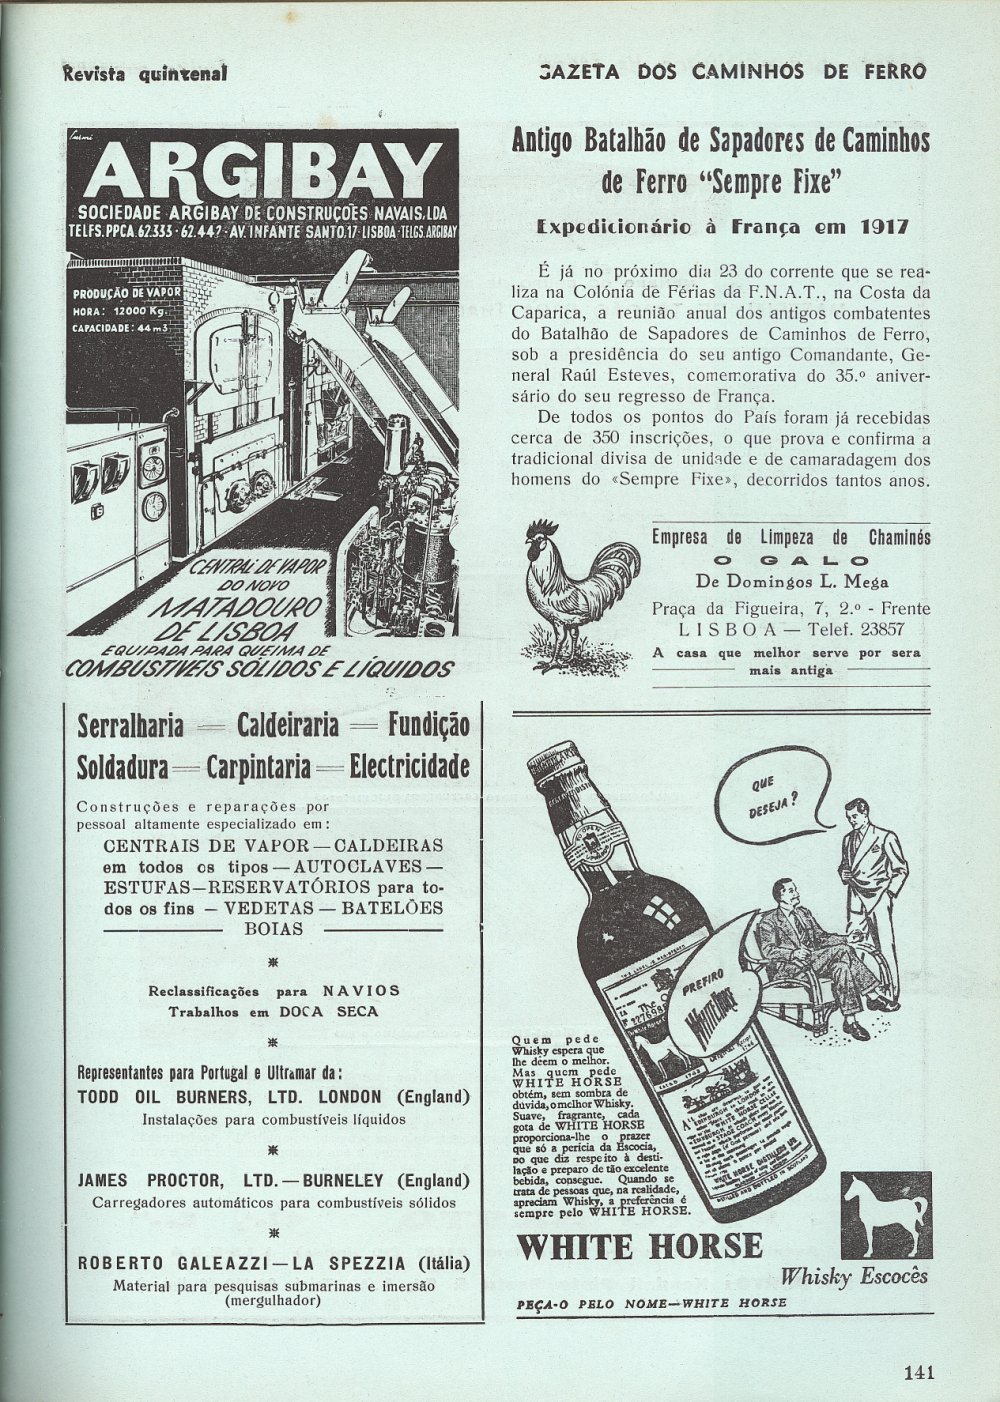 Revista quinzenal
GAZETA DOS CAMINHOS DE FERRO
ARGIBAY
SOCIEDADE ARGIBAY DE CONSTRUÇÕES NAVAIS, LDA
TELFS. PPCA. 62.333 · 62.447 · AV. INFANTE SANTO, 17 · LISBOA · TELGS. ARGIBAY
PRODUÇÃO DE VAPOR
HORA: 12000 Kg.
CAPACIDADE: 44 m3
CENTRAL DE VAPOR
DO NOVO
MATADOURO
DE LISBOA
EQUIPADA PARA QUEIMA DE
COMBUSTÍVEIS SÓLIDOS E LÍQUIDOS
Serralharia — Caldeiraria — Fundição
Soldadura — Carpintaria — Electricidade
Construções e reparações por
pessoal altamente especializado em:
CENTRAIS DE VAPOR — CALDEIRAS
em todos os tipos — AUTOCLAVES —
ESTUFAS — RESERVATÓRIOS para to-
dos os fins — VEDETAS — BATELÕES
BOIAS
Reclassificações para NAVIOS
Trabalhos em DOCA SECA
Representantes para Portugal e Ultramar da:
TODD OIL BURNERS, LTD. LONDON (England)
Instalações para combustíveis líquidos
JAMES PROCTOR, LTD. — BURNELEY (England)
Carregadores automáticos para combustíveis sólidos
ROBERTO GALEAZZI — LA SPEZZIA (Itália)
Material para pesquisas submarinas e imersão
(mergulhador)
Antigo Batalhão de Sapadores de Caminhos
de Ferro “Sempre Fixe”
Expedicionário à França em 1917
É já no próximo dia 23 do corrente que se rea-
liza na Colónia de Férias da F.N.A.T., na Costa da
Caparica, a reunião anual dos antigos combatentes
do Batalhão de Sapadores de Caminhos de Ferro,
sob a presidência do seu antigo Comandante, Ge-
neral Raúl Esteves, comemorativa do 35.º aniver-
sário do seu regresso de França.
De todos os pontos do País foram já recebidas
cerca de 350 inscrições, o que prova e confirma a
tradicional divisa de unidade e de camaradagem dos
homens do «Sempre Fixe», decorridos tantos anos.
Empresa de Limpeza de Chaminés
O GALO
De Domingos L. Mega
Praça da Figueira, 7, 2.º - Frente
LISBOA — Telef. 23857
A casa que melhor serve por sera
mais antiga
QUE
DESEJA?
PREFIRO
WHITE HORSE
Quem pede
Whisky espera que
lhe dêem o melhor.
Mas quem pede
WHITE HORSE
obtém, sem sombra de
dúvida, o melhor Whisky.
Suave, fragrante, cada
gota de WHITE HORSE
proporciona-lhe o prazer
que só a perícia da Escocia,
no que diz respeito à desti-
lação e preparo de tão excelente
bebida, consegue. Quando se
trata de pessoas que, na realidade,
apreciam Whisky, a preferência é
sempre pelo WHITE HORSE.
WHITE HORSE
Whisky Escocês
PEÇA-O PELO NOME—WHITE HORSE
141